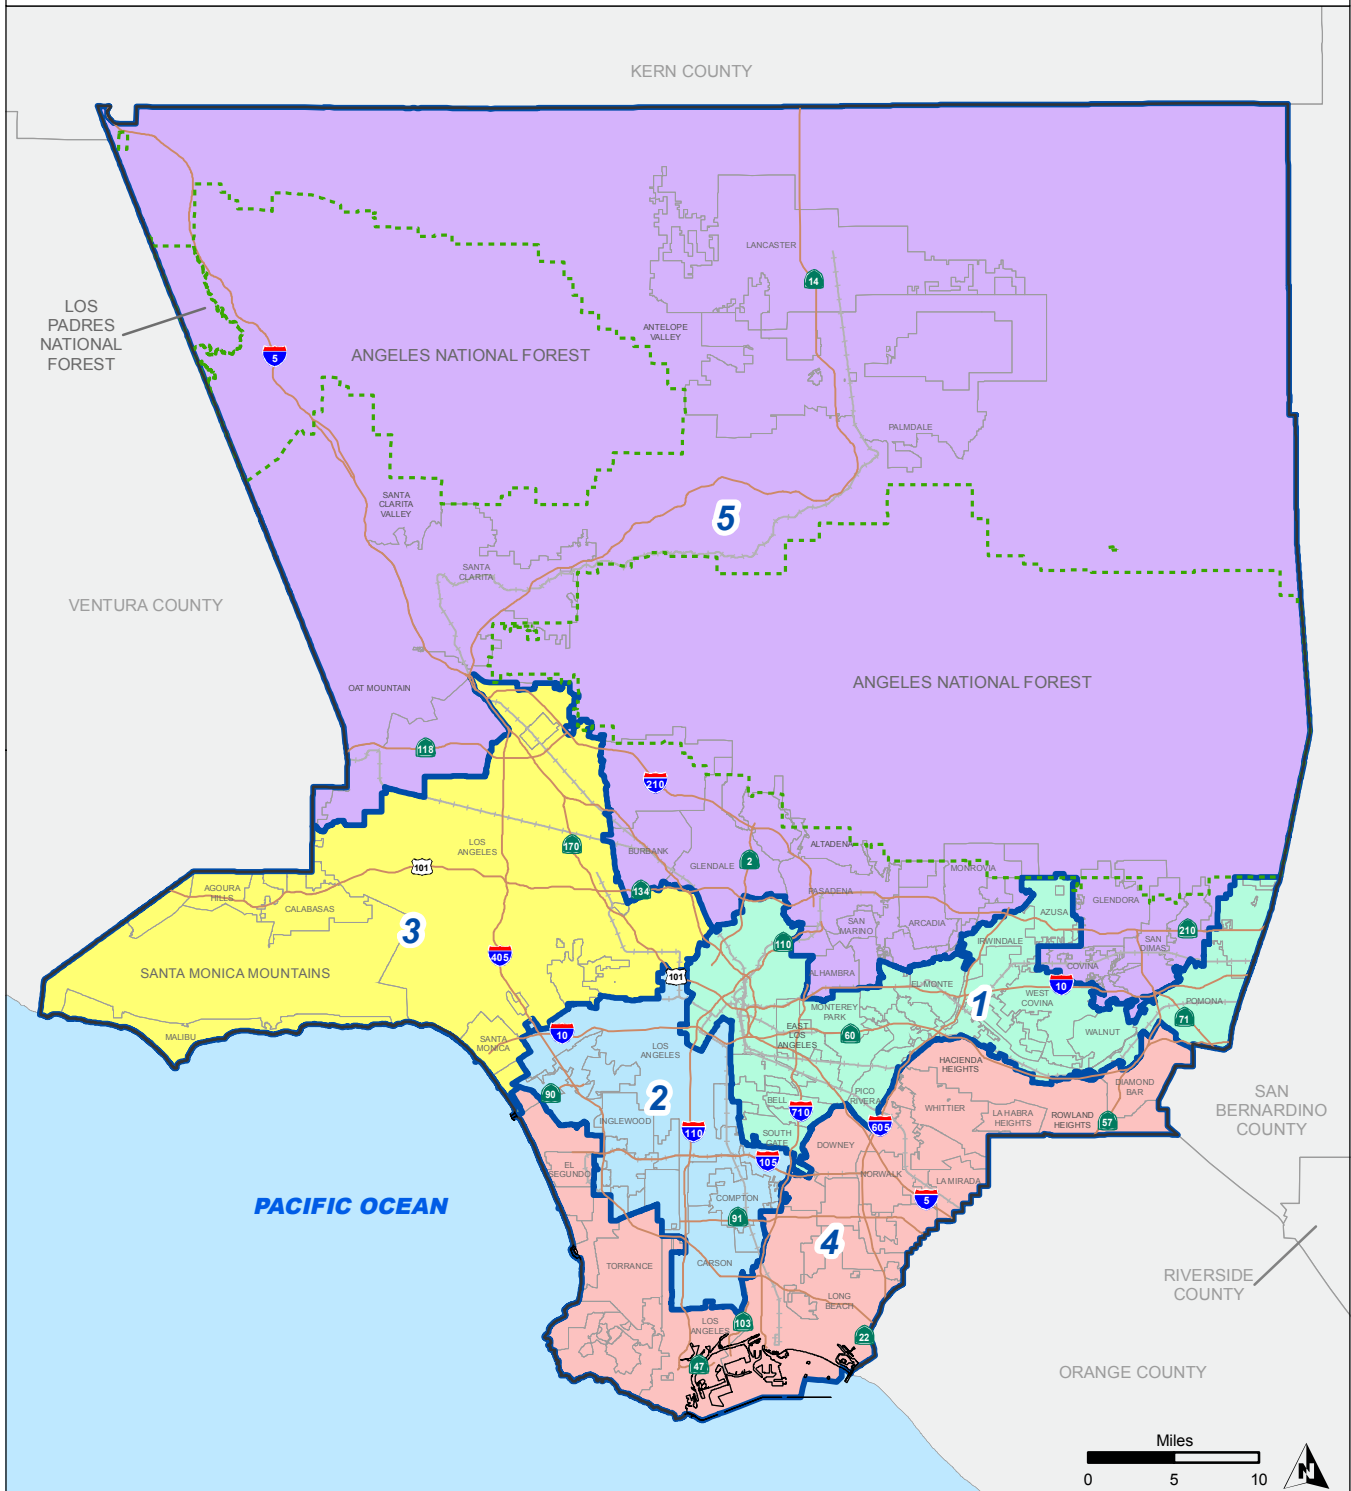 KERN COUNTY
LANCASTER
14
LOS
PADRES
NATIONAL
FOREST
ANTELOPE
VALLEY
5
ANGELES NATIONAL FOREST
PALMDALE
SANTA
CLARITA
VALLEY
5
SANTA
CLARITA
VENTURA COUNTY
OAT MOUNTAIN
ANGELES NATIONAL FOREST
118
210
LOS
ANGELES
170
BURBANK
ALTADENA
101
GLENDALE
2
MONROVIA
AGOURA
HILLS
134
PASADENA
GLENDORA
CALABASAS
AZUSA
3
SAN
MARINO
ARCADIA
210
110
IRWINDALE
SAN
DIMAS
405
SANTA MONICA MOUNTAINS
101
ALHAMBRA
EL MONTE
COVINA
10
1
WEST
COVINA
POMONA
MONTEREY
PARK
71
MALIBU
SANTA
MONICA
10
EAST
LOS
ANGELES
60
WALNUT
LOS
ANGELES
HACIENDA
HEIGHTS
90
2
BELL
PICO
RIVERA
DIAMOND
BAR
710
WHITTIER
SAN
BERNARDINO
COUNTY
INGLEWOOD
110
SOUTH
GATE
605
LA HABRA
HEIGHTS
ROWLAND
HEIGHTS
57
DOWNEY
105
EL
SEGUNDO
NORWALK
LA MIRADA
PACIFIC OCEAN
COMPTON
5
91
4
TORRANCE
CARSON
RIVERSIDE
COUNTY
LONG
BEACH
LOS
ANGELES
103
22
47
ORANGE COUNTY
Miles
0 5 10
N